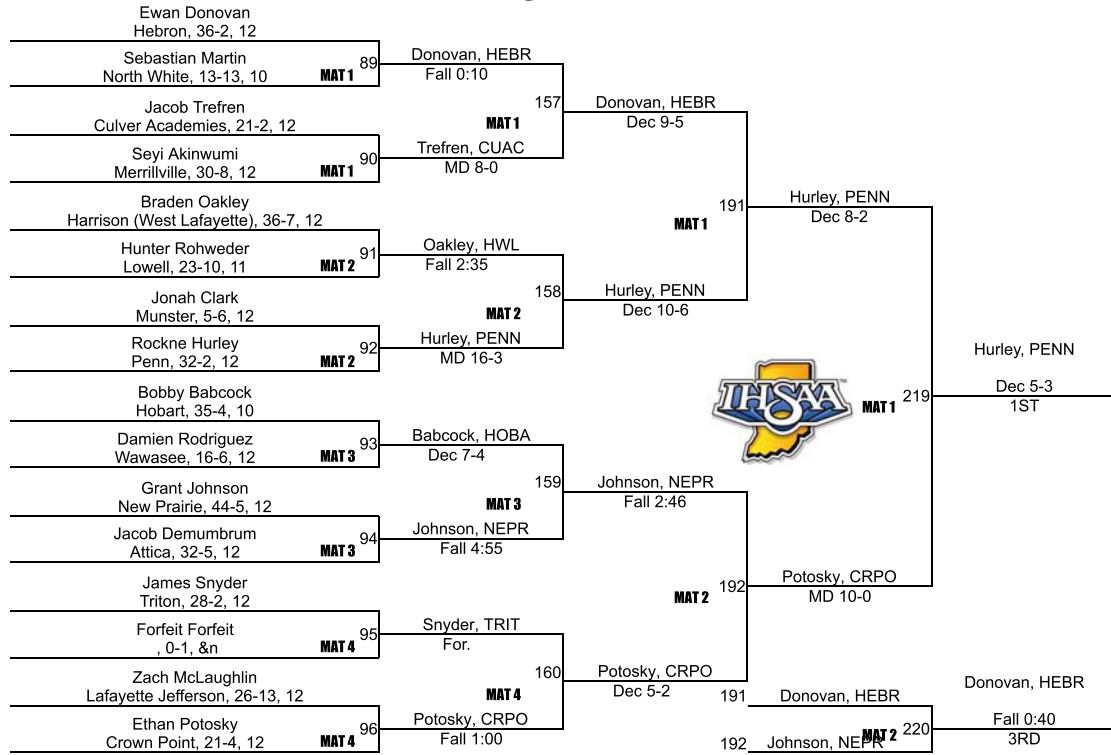 Ewan Donovan
Hebron, 36-2, 12
Sebastian Martin
North White, 13-13, 10
MAT 1
89
Donovan, HEBR
Fall 0:10
Jacob Trefren
Culver Academies, 21-2, 12
Seyi Akinwumi
Merrillville, 30-8, 12
MAT 1
90
Trefren, CUAC
MD 8-0
157
MAT 1
Donovan, HEBR
Dec 9-5
Braden Oakley
Harrison (West Lafayette), 36-7, 12
Hunter Rohweder
Lowell, 23-10, 11
MAT 2
91
Oakley, HWL
Fall 2:35
Jonah Clark
Munster, 5-6, 12
Rockne Hurley
Penn, 32-2, 12
MAT 2
92
Hurley, PENN
MD 16-3
158
MAT 2
Hurley, PENN
Dec 10-6
191
MAT 1
Hurley, PENN
Dec 8-2
Bobby Babcock
Hobart, 35-4, 10
Damien Rodriguez
Wawasee, 16-6, 12
MAT 3
93
Babcock, HOBA
Dec 7-4
Grant Johnson
New Prairie, 44-5, 12
Jacob Demumbrum
Attica, 32-5, 12
MAT 3
94
Johnson, NEPR
Fall 4:55
159
MAT 3
Johnson, NEPR
Fall 2:46
James Snyder
Triton, 28-2, 12
Forfeit Forfeit
, 0-1, &n
MAT 4
95
Snyder, TRIT
For.
Zach McLaughlin
Lafayette Jefferson, 26-13, 12
Ethan Potosky
Crown Point, 21-4, 12
MAT 4
96
Potosky, CRPO
Fall 1:00
160
MAT 4
Potosky, CRPO
Dec 5-2
192
MAT 2
Potosky, CRPO
MD 10-0
IHSAA
TM
MAT 1
219
Hurley, PENN
Dec 5-3
1ST
191
Donovan, HEBR
192
Johnson, NEPR
MAT 2
220
Donovan, HEBR
Fall 0:40
3RD